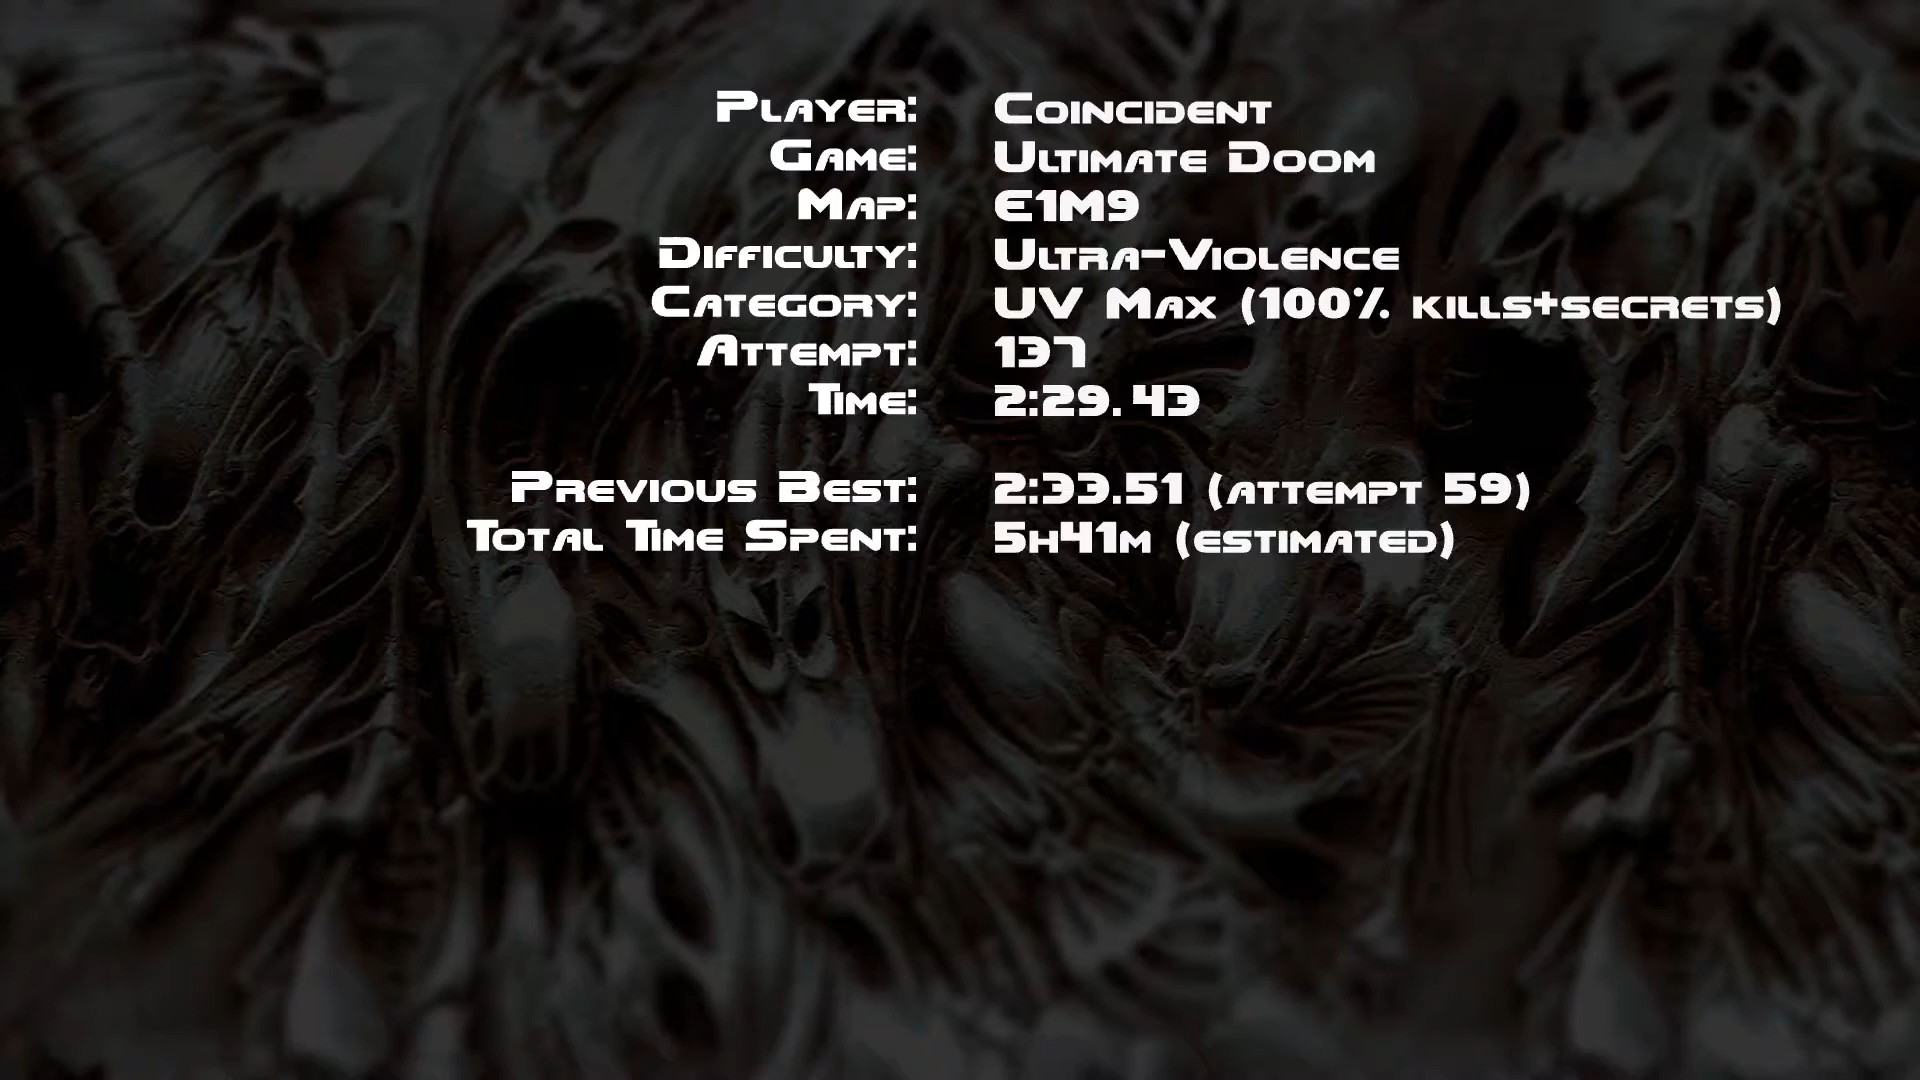 Player: Coincident
Game: Ultimate Doom
Map: E1M9
Difficulty: Ultra-Violence
Category: UV Max (100% kills+secrets)
Attempt: 137
Time: 2:29.43
Previous Best: 2:33.51 (attempt 59)
Total Time Spent: 5h41m (estimated)